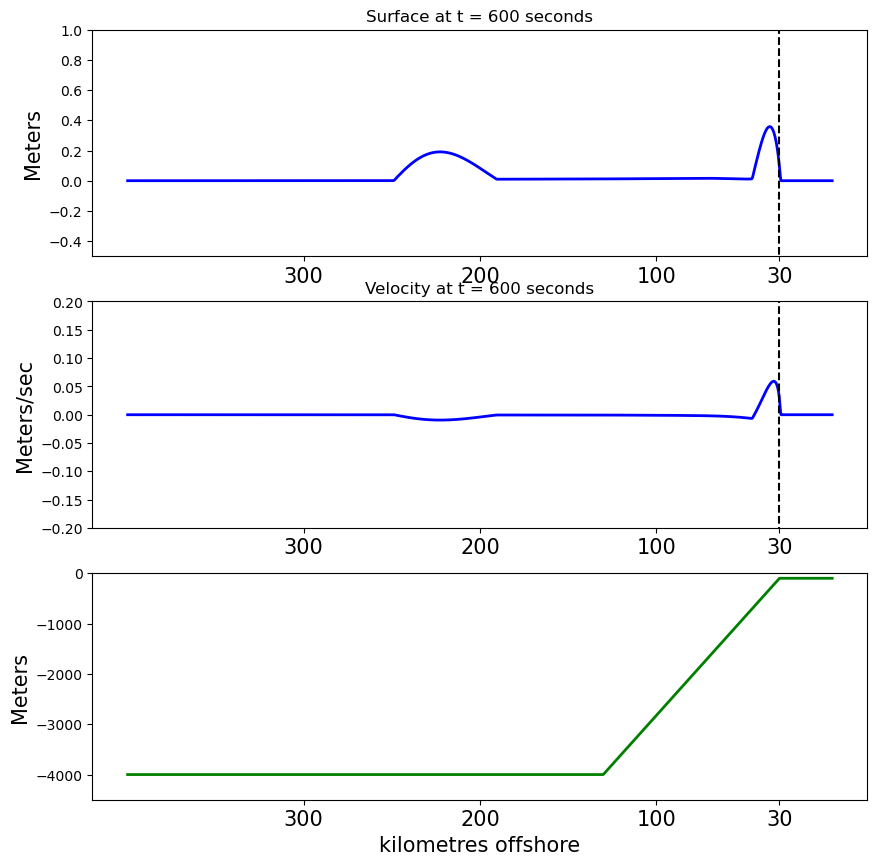 Surface at t = 600 seconds
1.0
0.8
0.6
0.4
0.2
0.0
−0.2
−0.4
Meters
300 200 100 30
Velocity at t = 600 seconds
0.20
0.15
0.10
0.05
0.00
−0.05
−0.10
−0.15
−0.20
Meters/sec
300 200 100 30
0
−1000
−2000
−3000
−4000
Meters
300 200 100 30
kilometres offshore